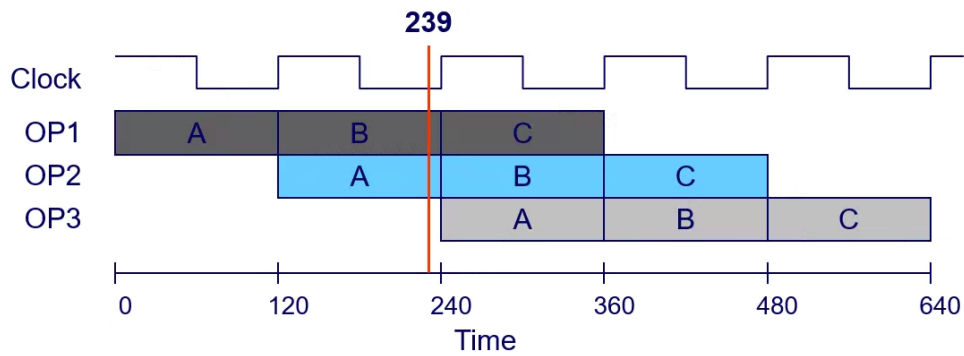 239
Clock
OP1 A B C
OP2 A B C
OP3 A B C
0 120 240 360 480 640
Time